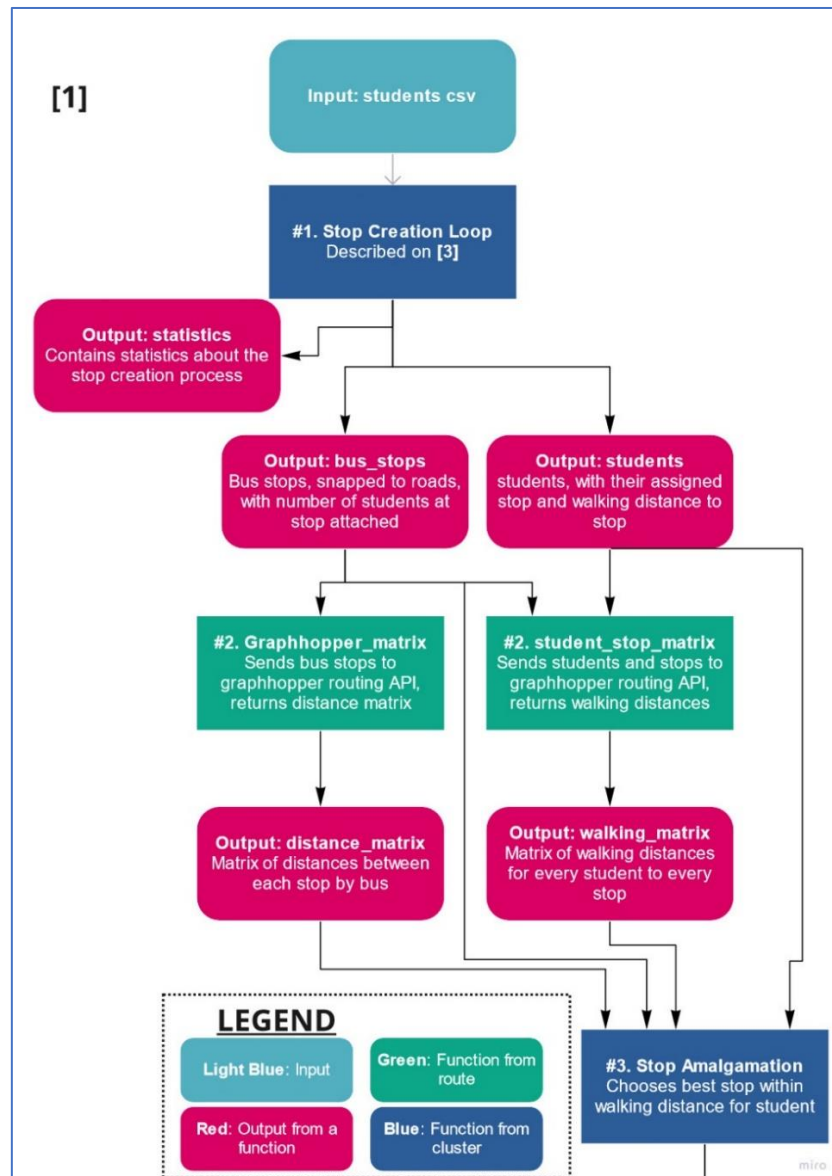 [1]
Input: students csv
#1. Stop Creation Loop
Described on [3]
Output: statistics
Contains statistics about the
stop creation process
Output: bus_stops
Bus stops, snapped to roads,
with number of students at
stop attached
Output: students
students, with their assigned
stop and walking distance to
stop
#2. Graphhopper_matrix
Sends bus stops to
graphhopper routing API,
returns distance matrix
#2. student_stop_matrix
Sends students and stops to
graphhopper routing API,
returns walking distances
Output: distance_matrix
Matrix of distances between
each stop by bus
Output: walking_matrix
Matrix of walking distances
for every student to every
stop
LEGEND
Light Blue: Input
Green: Function from
route
Red: Output from a
function
Blue: Function from
cluster
#3. Stop Amalgamation
Chooses best stop within
walking distance for student
miro